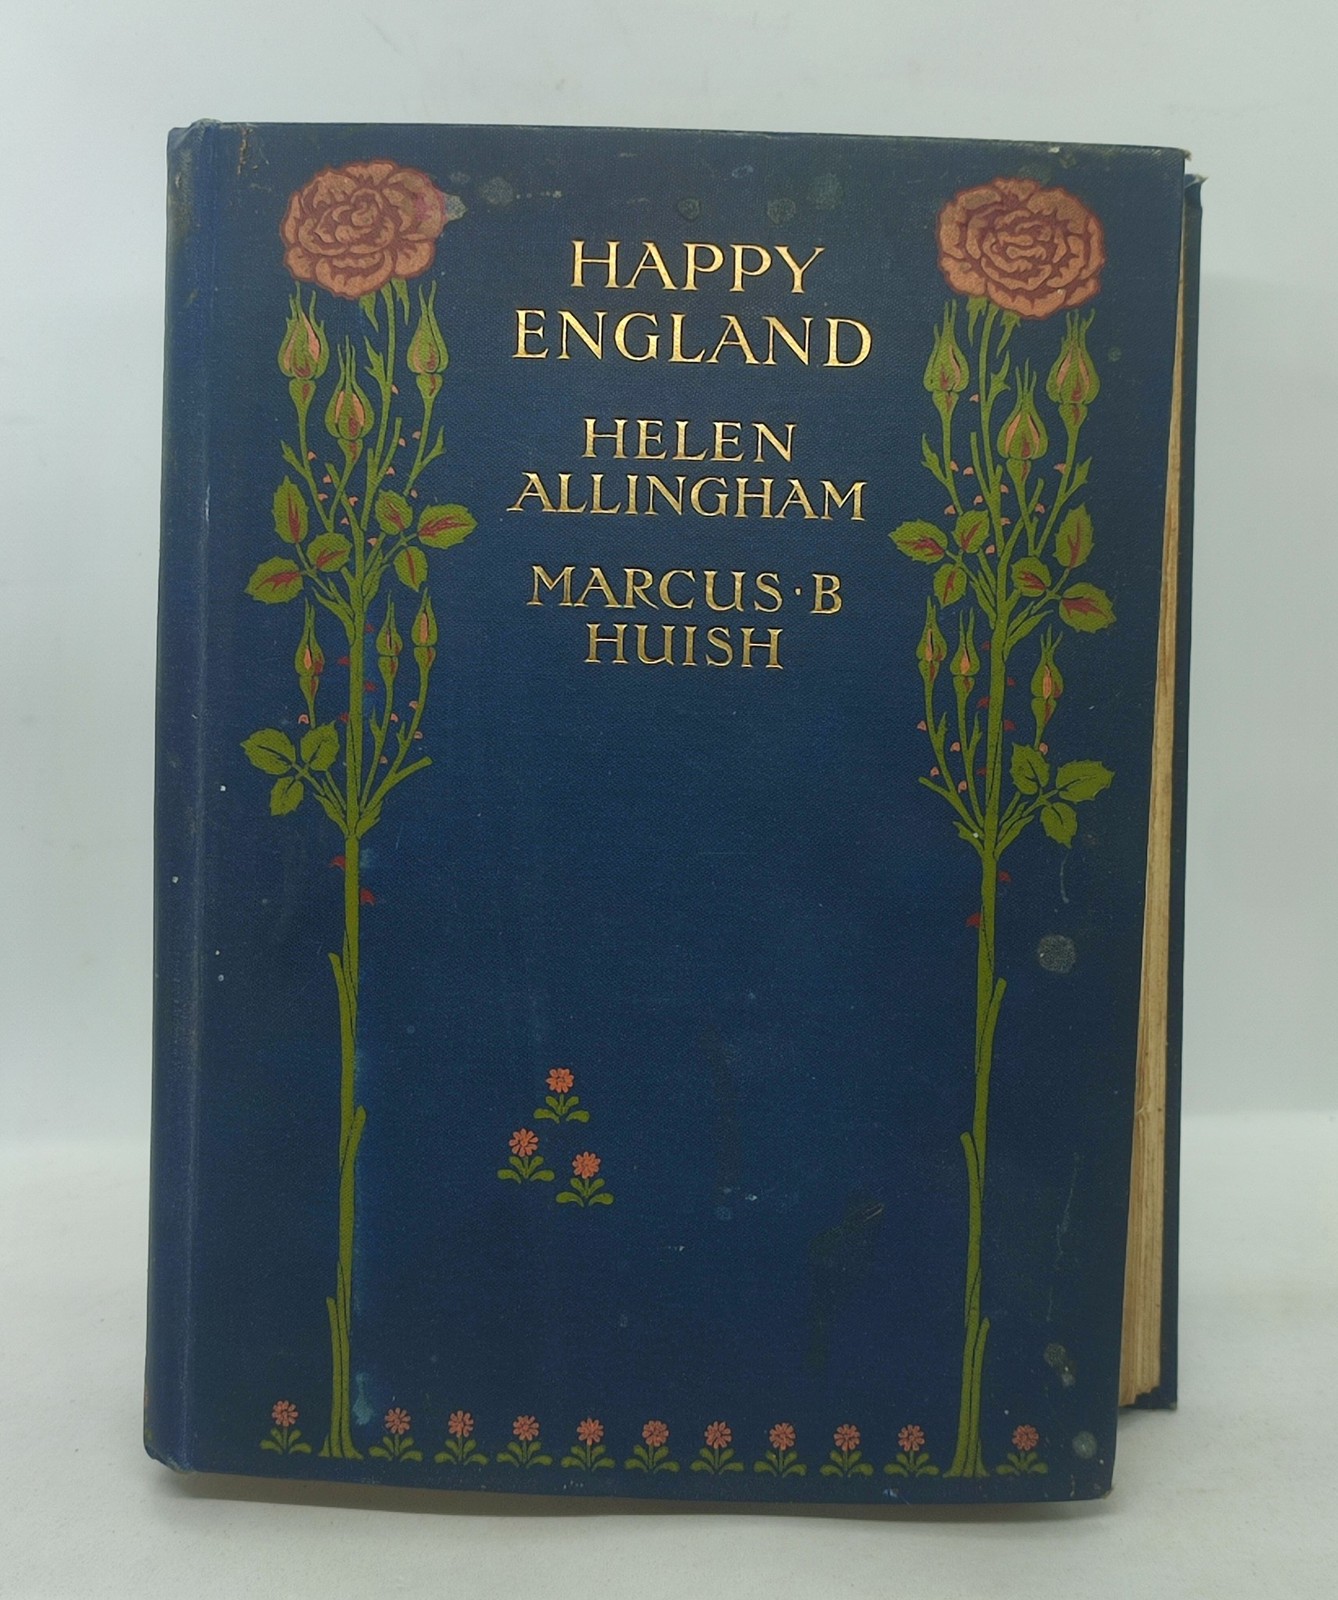 HAPPY
ENGLAND
HELEN
ALLINGHAM
MARCUS·B
HUISH